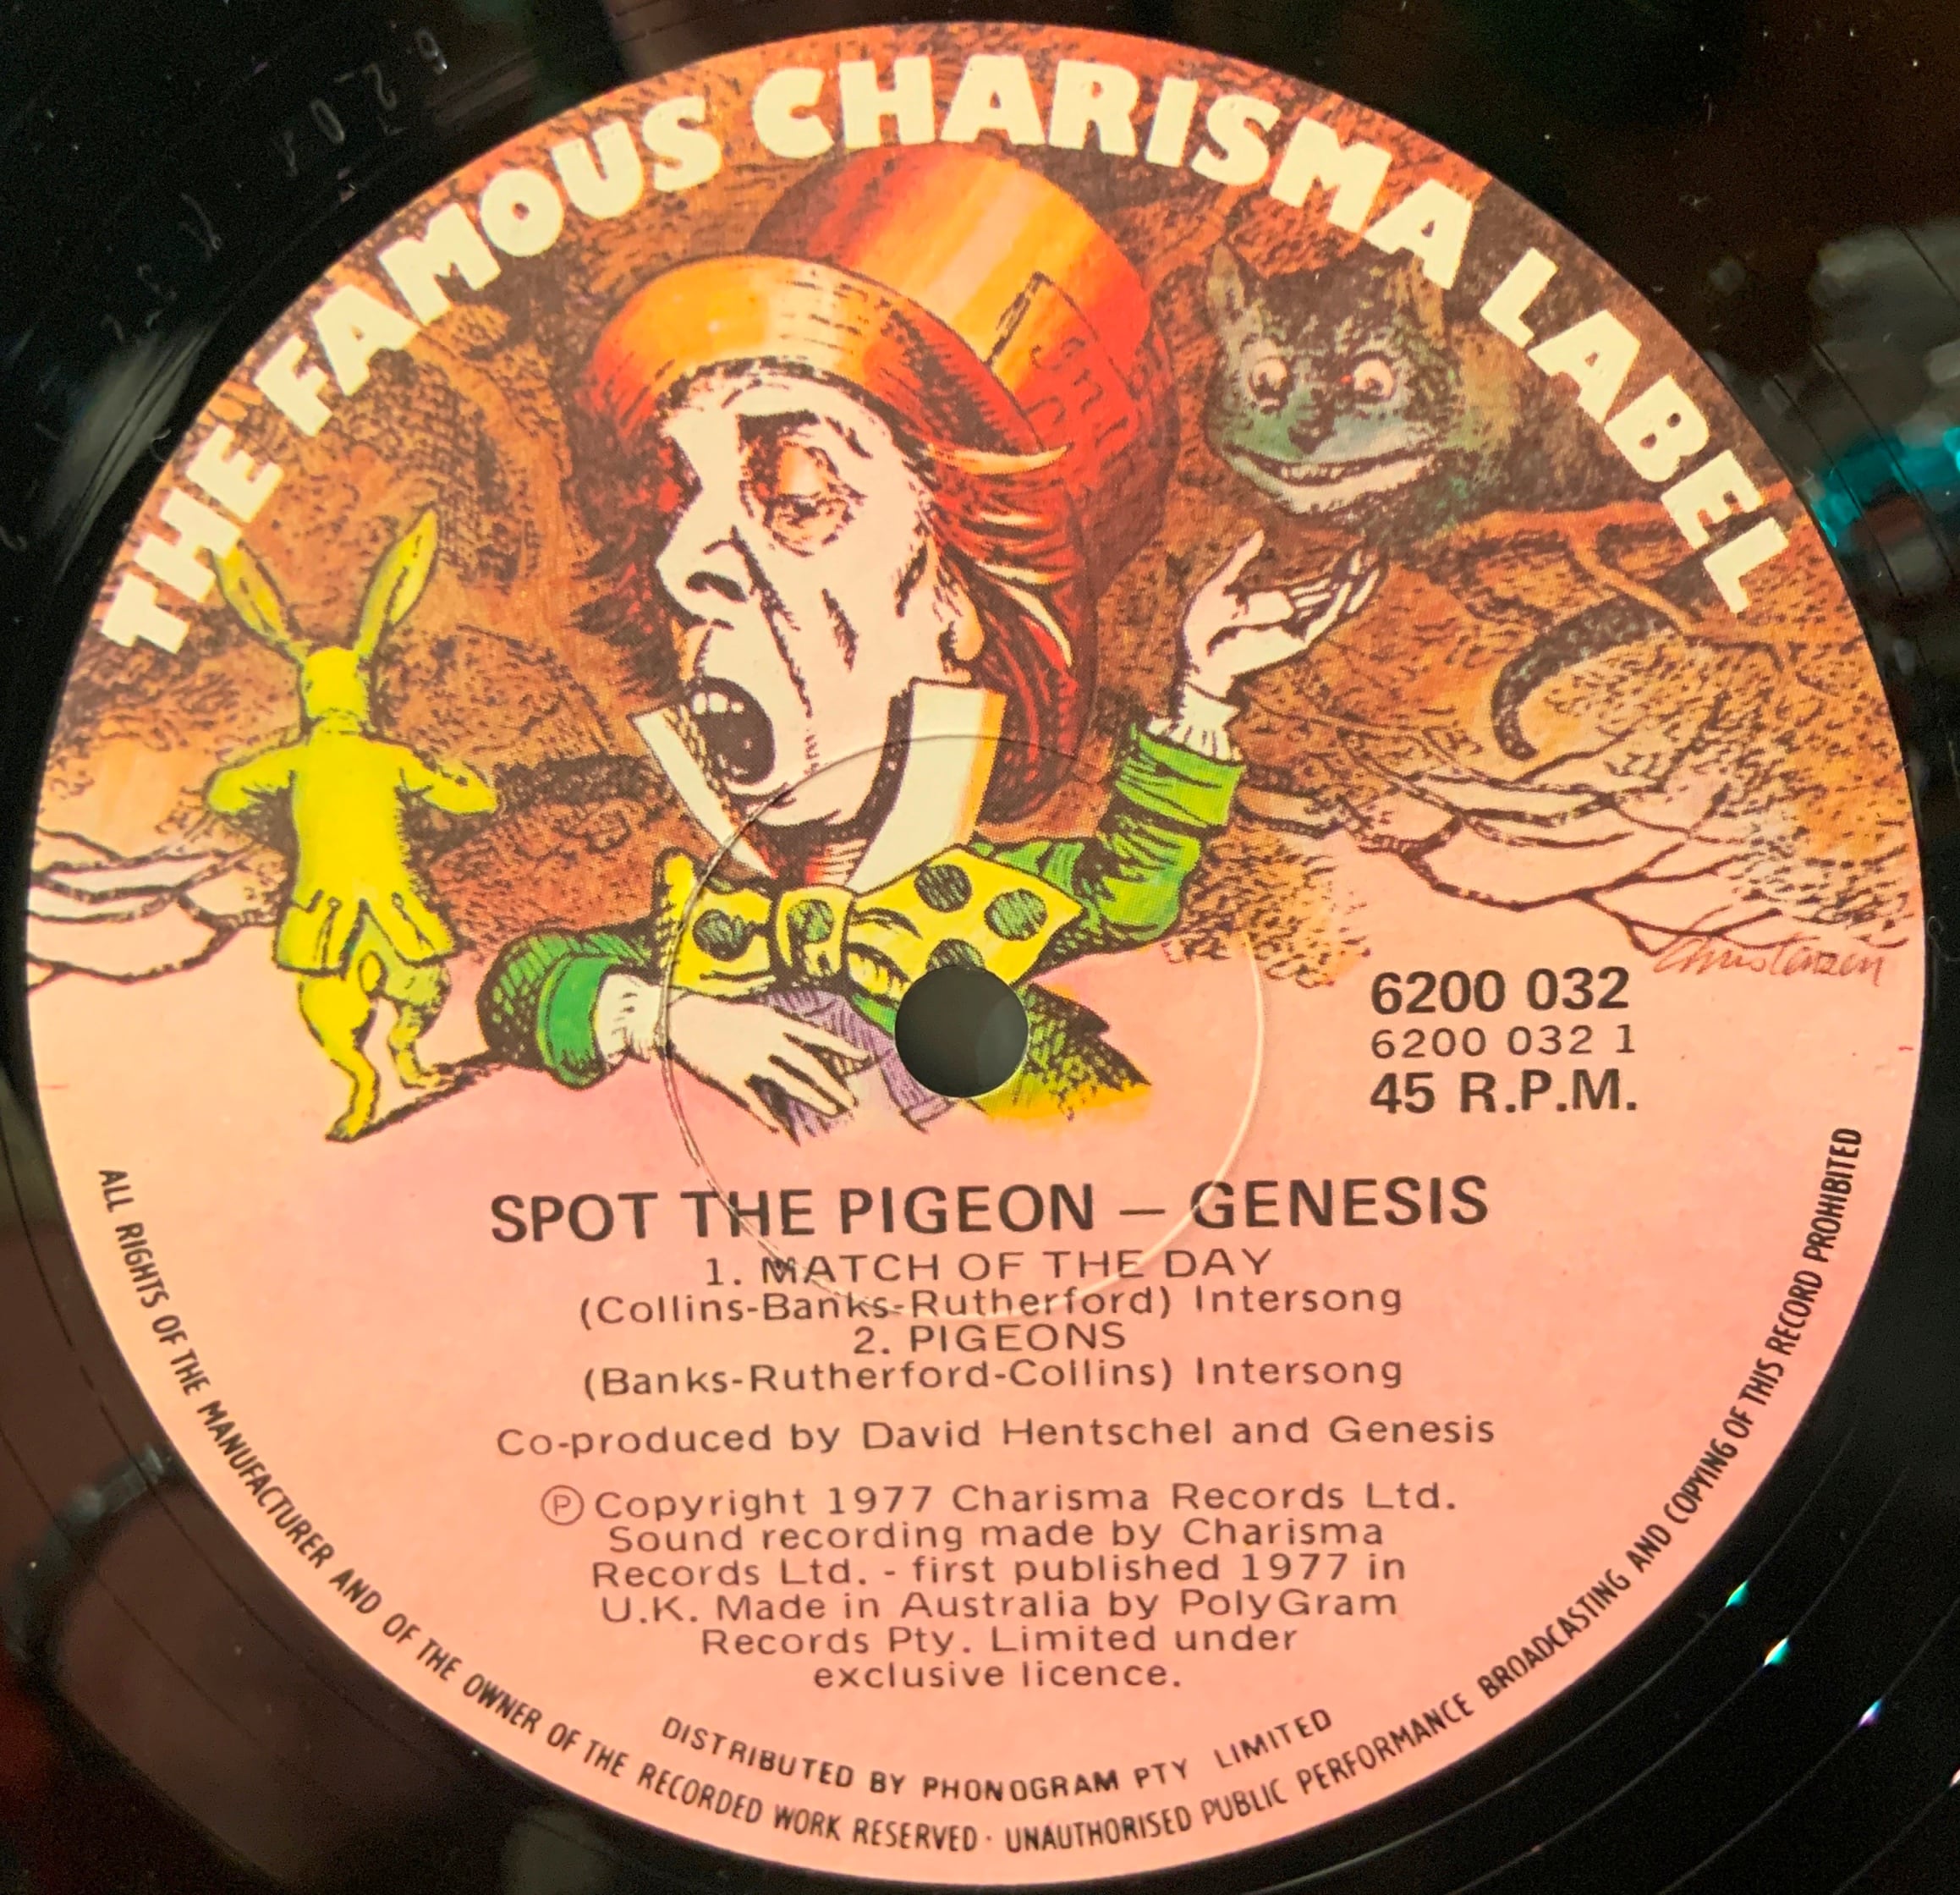 THE FAMOUS CHARISMA LABEL
6200 032
6200 032 1
45 R.P.M.
SPOT THE PIGEON – GENESIS
1. MATCH OF THE DAY
(Collins-Banks-Rutherford) Intersong
2. PIGEONS
(Banks-Rutherford-Collins) Intersong
Co-produced by David Hentschel and Genesis
Ⓟ Copyright 1977 Charisma Records Ltd.
Sound recording made by Charisma
Records Ltd. - first published 1977 in
U.K. Made in Australia by PolyGram
Records Pty. Limited under
exclusive licence.
DISTRIBUTED BY PHONOGRAM PTY LIMITED
ALL RIGHTS OF THE MANUFACTURER AND OF THE OWNER OF THE RECORDED WORK RESERVED · UNAUTHORISED PUBLIC PERFORMANCE BROADCASTING AND COPYING OF THIS RECORD PROHIBITED